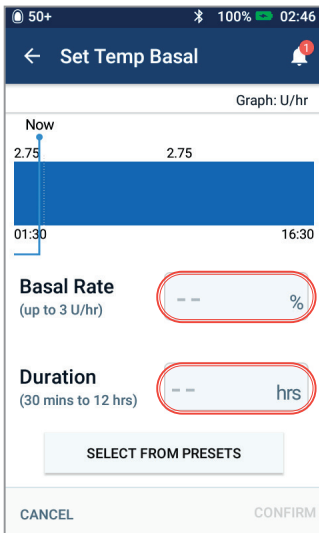 50+ 100% 02:46
Set Temp Basal 1
Graph: U/hr
Now
2.75 2.75
01:30 16:30
Basal Rate
(up to 3 U/hr)
-- %
Duration
(30 mins to 12 hrs)
-- hrs
SELECT FROM PRESETS
CANCEL CONFIRM